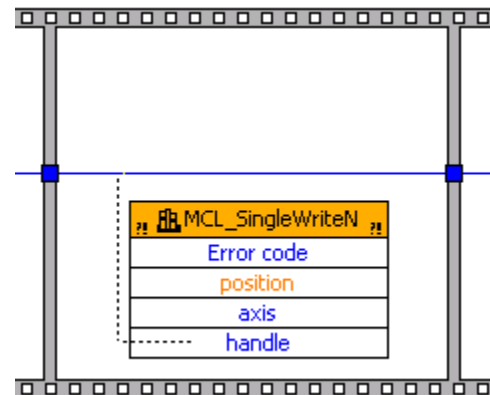 ?! MCL_SingleWriteN ?!
Error code
position
axis
handle